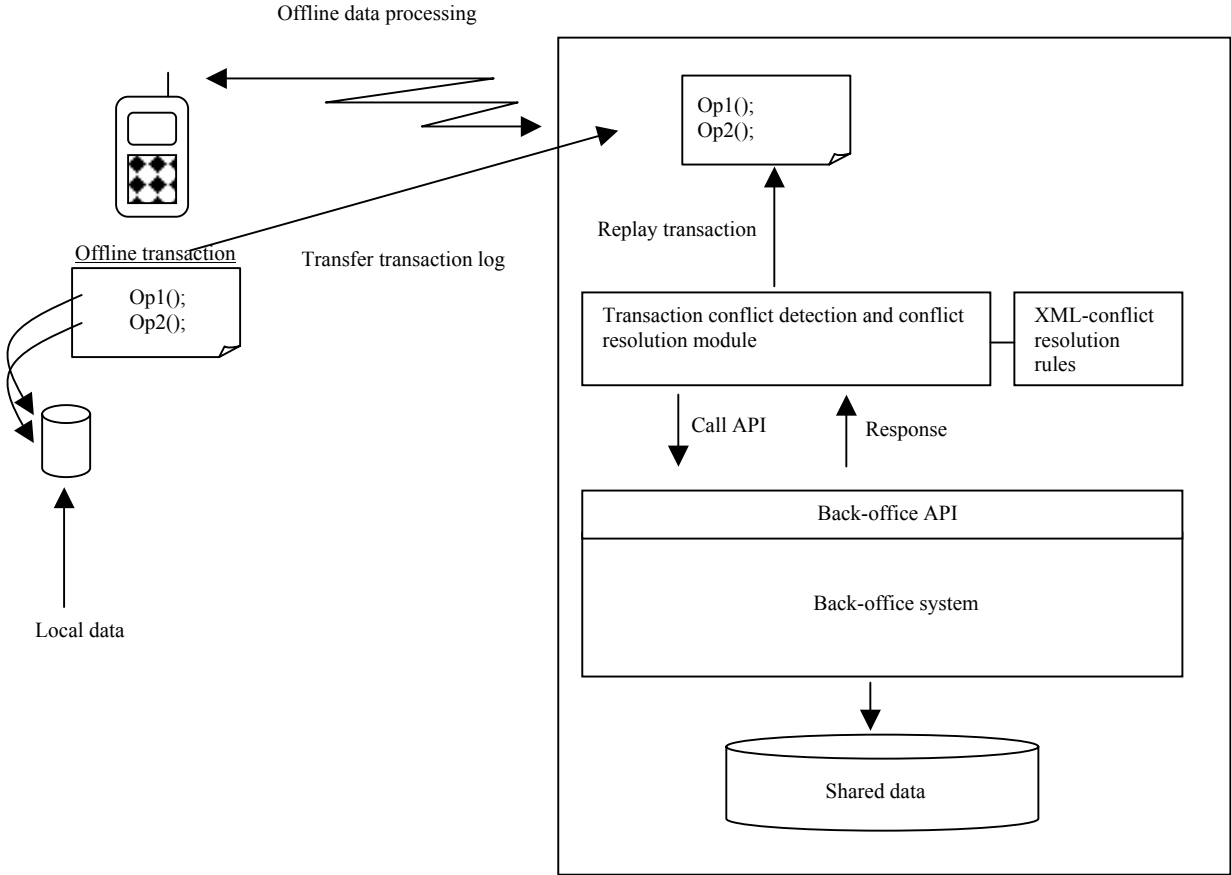 Offline data processing
Op1();
Op2();
Replay transaction
Offline transaction
Transfer transaction log
Op1();
Op2();
Transaction conflict detection and conflict
resolution module
XML-conflict
resolution
rules
Call API
Response
Back-office API
Back-office system
Local data
Shared data